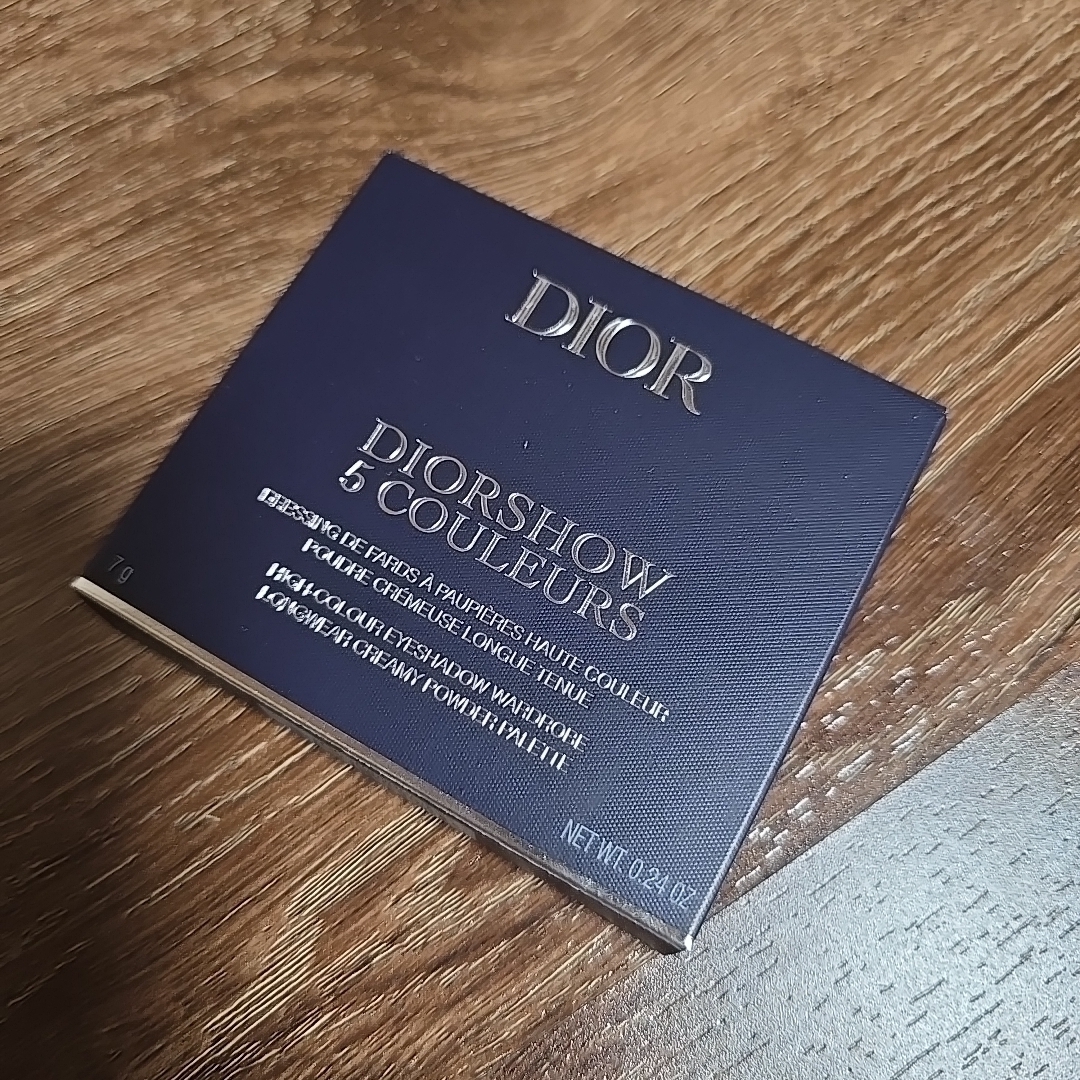 DIOR
DIORSHOW
5 COULEURS
DRESSING DE FARDS À PAUPIÈRES HAUTE COULEUR
POUDRE CRÉMEUSE LONGUE TENUE
HIGH-COLOUR EYESHADOW WARDROBE
LONGWEAR CREAMY POWDER PALETTE
7 g
NET WT. 0.24 OZ